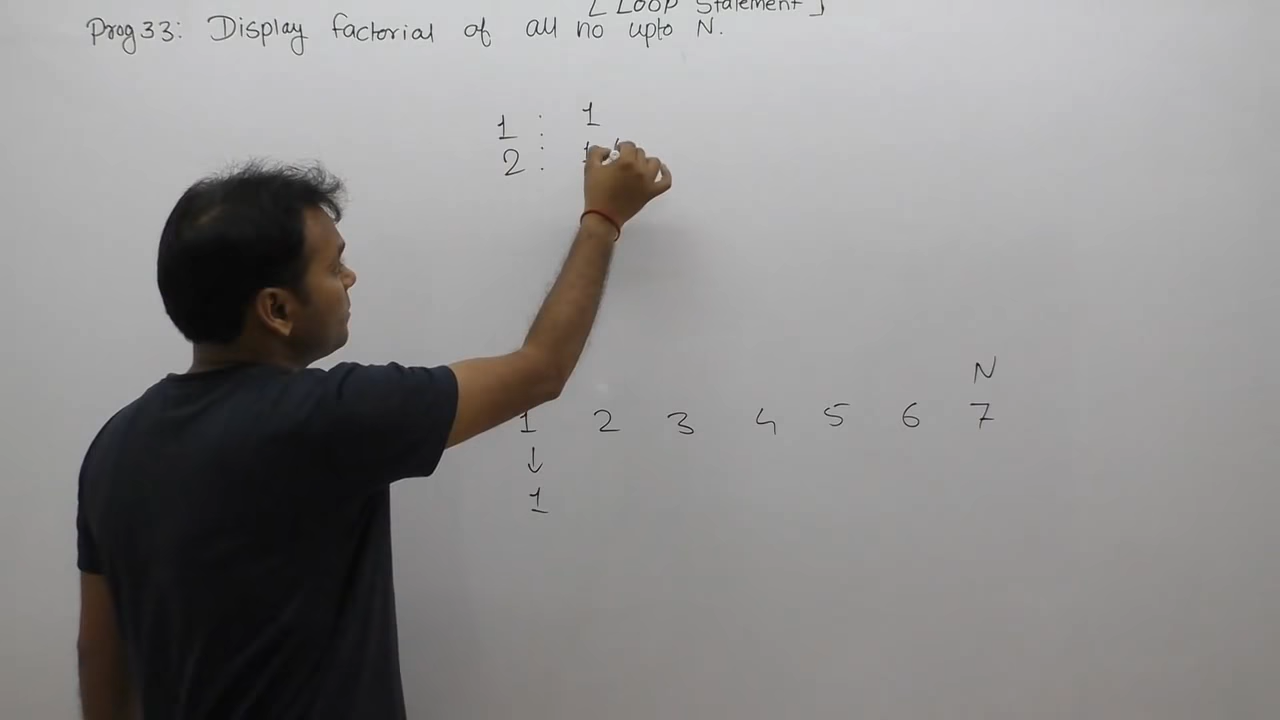 [Loop Statement]
Prog 33: Display factorial of all no upto N.
1 : 1
2 : 1
N
1 2 3 4 5 6 7
↓
1